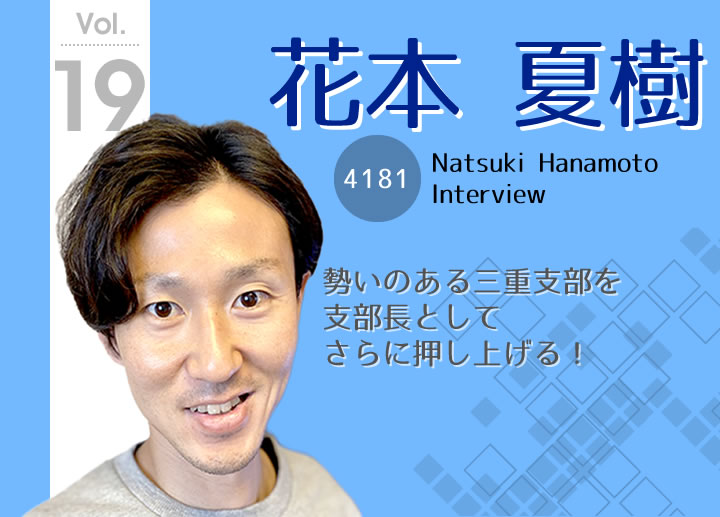 Vol.
19
花本 夏樹
4181
Natsuki Hanamoto
Interview
勢いのある三重支部を
支部長として
さらに押し上げる！